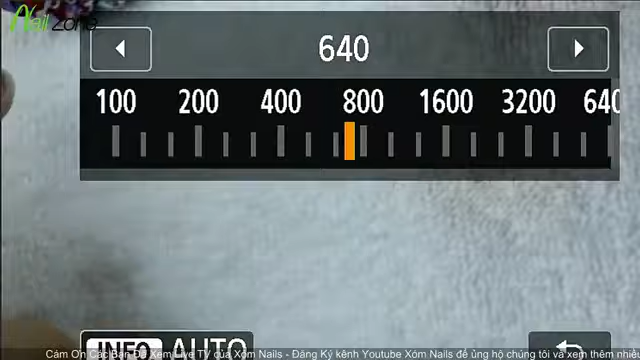 Nail Zone
640
100 200 400 800 1600 3200 640
INFO AUTO
Cám Ơn Các Bạn Đã Xem Live TV của Xóm Nails - Đăng Ký kênh Youtube Xóm Nails để ủng hộ chúng tôi và xem thêm nhiều